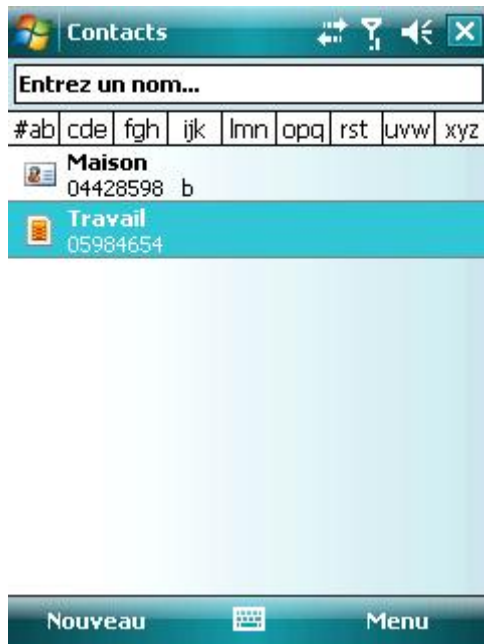 Contacts
Entrez un nom...
#ab cde fgh ijk lmn opq rst uvw xyz
Maison
04428598 b
Travail
05984654
Nouveau Menu